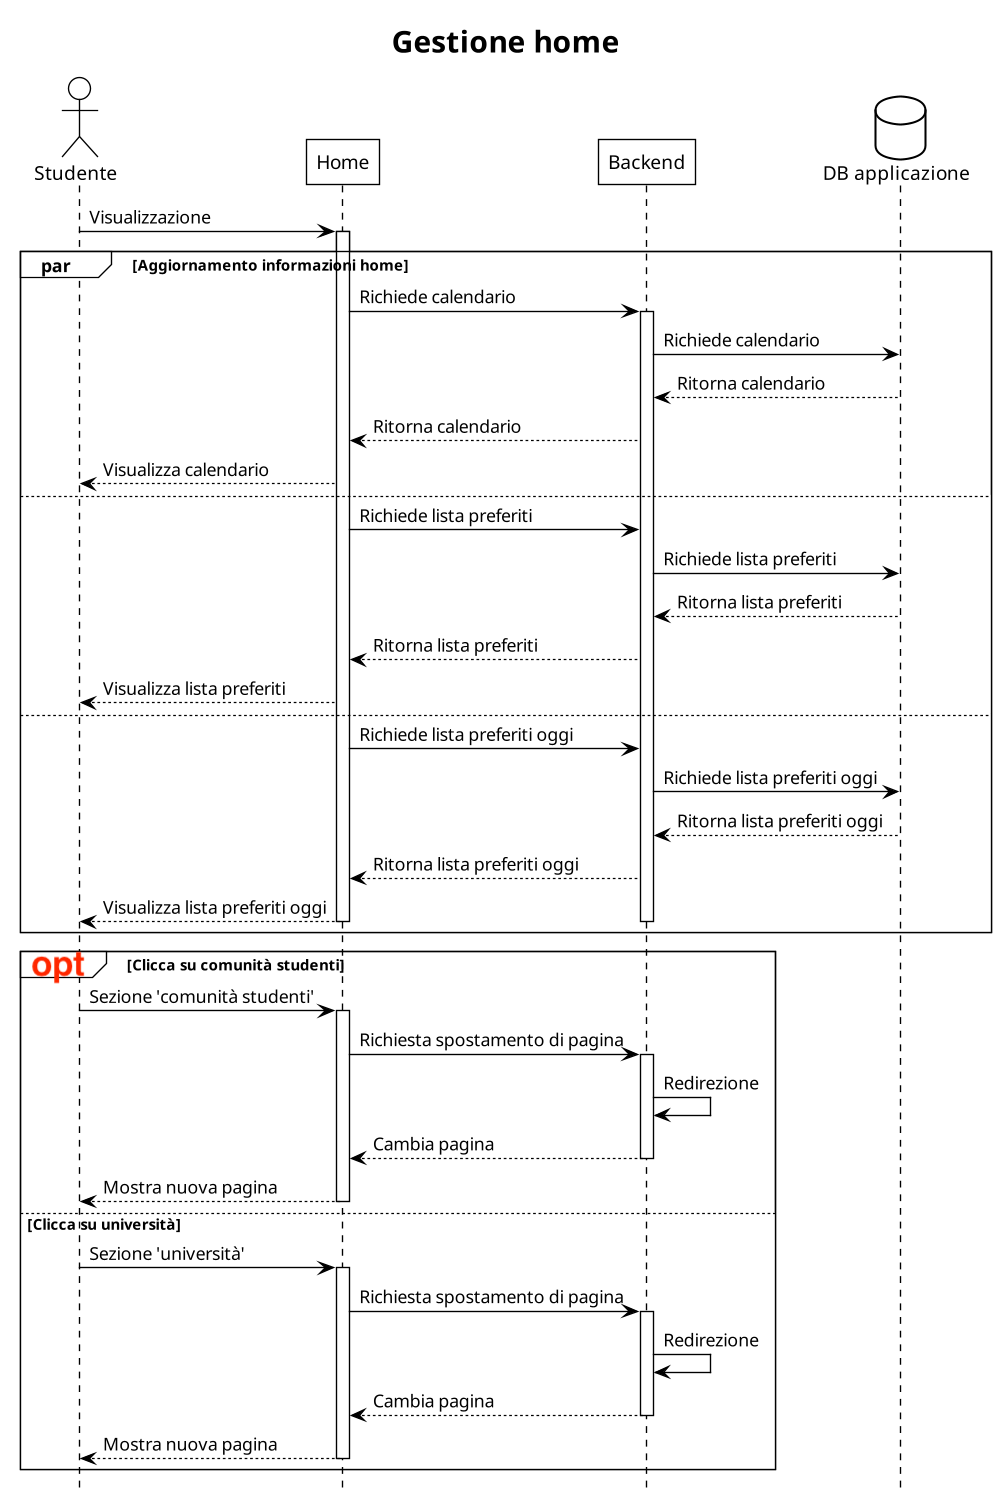 Gestione home
Studente
Home
Backend
DB applicazione
Visualizzazione
par [Aggiornamento informazioni home]
Richiede calendario
Richiede calendario
Ritorna calendario
Ritorna calendario
Visualizza calendario
Richiede lista preferiti
Richiede lista preferiti
Ritorna lista preferiti
Ritorna lista preferiti
Visualizza lista preferiti
Richiede lista preferiti oggi
Richiede lista preferiti oggi
Ritorna lista preferiti oggi
Ritorna lista preferiti oggi
Visualizza lista preferiti oggi
opt [Clicca su comunità studenti]
Sezione 'comunità studenti'
Richiesta spostamento di pagina
Redirezione
Cambia pagina
Mostra nuova pagina
[Clicca su università]
Sezione 'università'
Richiesta spostamento di pagina
Redirezione
Cambia pagina
Mostra nuova pagina